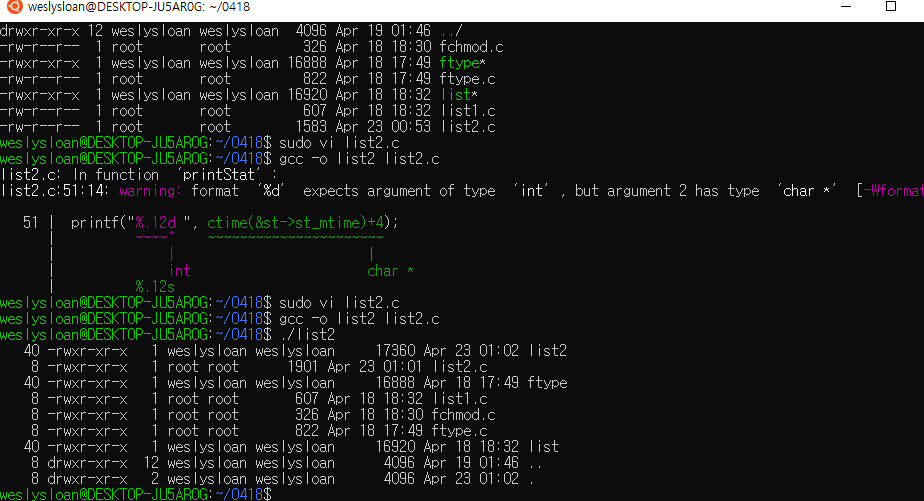 weslysloan@DESKTOP-JU5AR0G: ~/0418
drwxr-xr-x 12 weslysloan weslysloan  4096 Apr 19 01:46 ../
-rw-r--r--  1 root       root         326 Apr 18 18:30 fchmod.c
-rwxr-xr-x  1 weslysloan weslysloan 16888 Apr 18 17:49 ftype*
-rw-r--r--  1 root       root         822 Apr 18 17:49 ftype.c
-rwxr-xr-x  1 weslysloan weslysloan 16920 Apr 18 18:32 list*
-rw-r--r--  1 root       root         607 Apr 18 18:32 list1.c
-rw-r--r--  1 root       root        1583 Apr 23 00:53 list2.c
weslysloan@DESKTOP-JU5AR0G:~/0418$ sudo vi list2.c
weslysloan@DESKTOP-JU5AR0G:~/0418$ gcc -o list2 list2.c
list2.c: In function ‘printStat’:
list2.c:51:14: warning: format ‘%d’ expects argument of type ‘int’, but argument 2 has type ‘char *’ [-Wformat
51 |  printf("%.12d ", ctime(&st->st_mtime)+4);
|         ~~~~^   ~~~~~~~~~~~~~~~~~~~~~~
|             |                     |
|             int                   char *
|         %.12s
weslysloan@DESKTOP-JU5AR0G:~/0418$ sudo vi list2.c
weslysloan@DESKTOP-JU5AR0G:~/0418$ gcc -o list2 list2.c
weslysloan@DESKTOP-JU5AR0G:~/0418$ ./list2
40 -rwxr-xr-x   1 weslysloan weslysloan     17360 Apr 23 01:02 list2
8 -rwxr-xr-x   1 root root      1901 Apr 23 01:01 list2.c
40 -rwxr-xr-x   1 weslysloan weslysloan     16888 Apr 18 17:49 ftype
8 -rwxr-xr-x   1 root root       607 Apr 18 18:32 list1.c
8 -rwxr-xr-x   1 root root       326 Apr 18 18:30 fchmod.c
8 -rwxr-xr-x   1 root root       822 Apr 18 17:49 ftype.c
40 -rwxr-xr-x   1 weslysloan weslysloan     16920 Apr 18 18:32 list
8 drwxr-xr-x  12 weslysloan weslysloan      4096 Apr 19 01:46 ..
8 drwxr-xr-x   2 weslysloan weslysloan      4096 Apr 23 01:02 .
weslysloan@DESKTOP-JU5AR0G:~/0418$